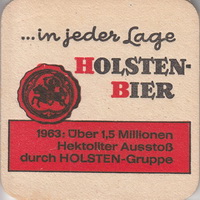 ...in jeder Lage
HOLSTEN-
BIER
1963: Über 1,5 Millionen
Hektoliter Ausstoß
durch HOLSTEN-Gruppe